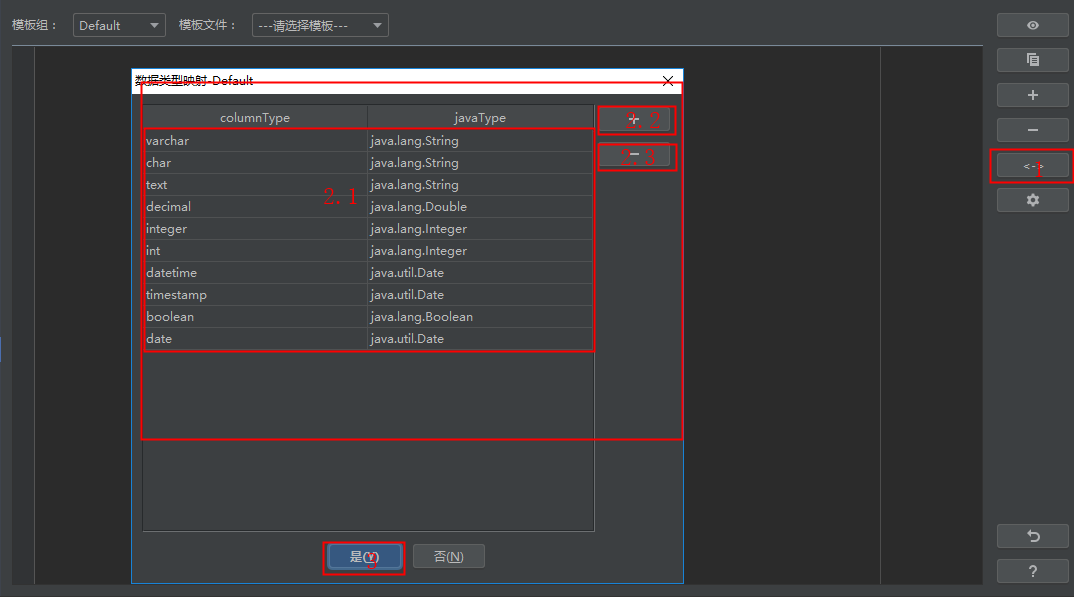 模板组： Default 模板文件： ---请选择模板---
数据类型映射-Default
columnType javaType
2.2
varchar java.lang.String
char java.lang.String
2.3
<-> 1
text java.lang.String
2.1
decimal java.lang.Double
integer java.lang.Integer
int java.lang.Integer
datetime java.util.Date
timestamp java.util.Date
boolean java.lang.Boolean
date java.util.Date
是(Y) 否(N)
?